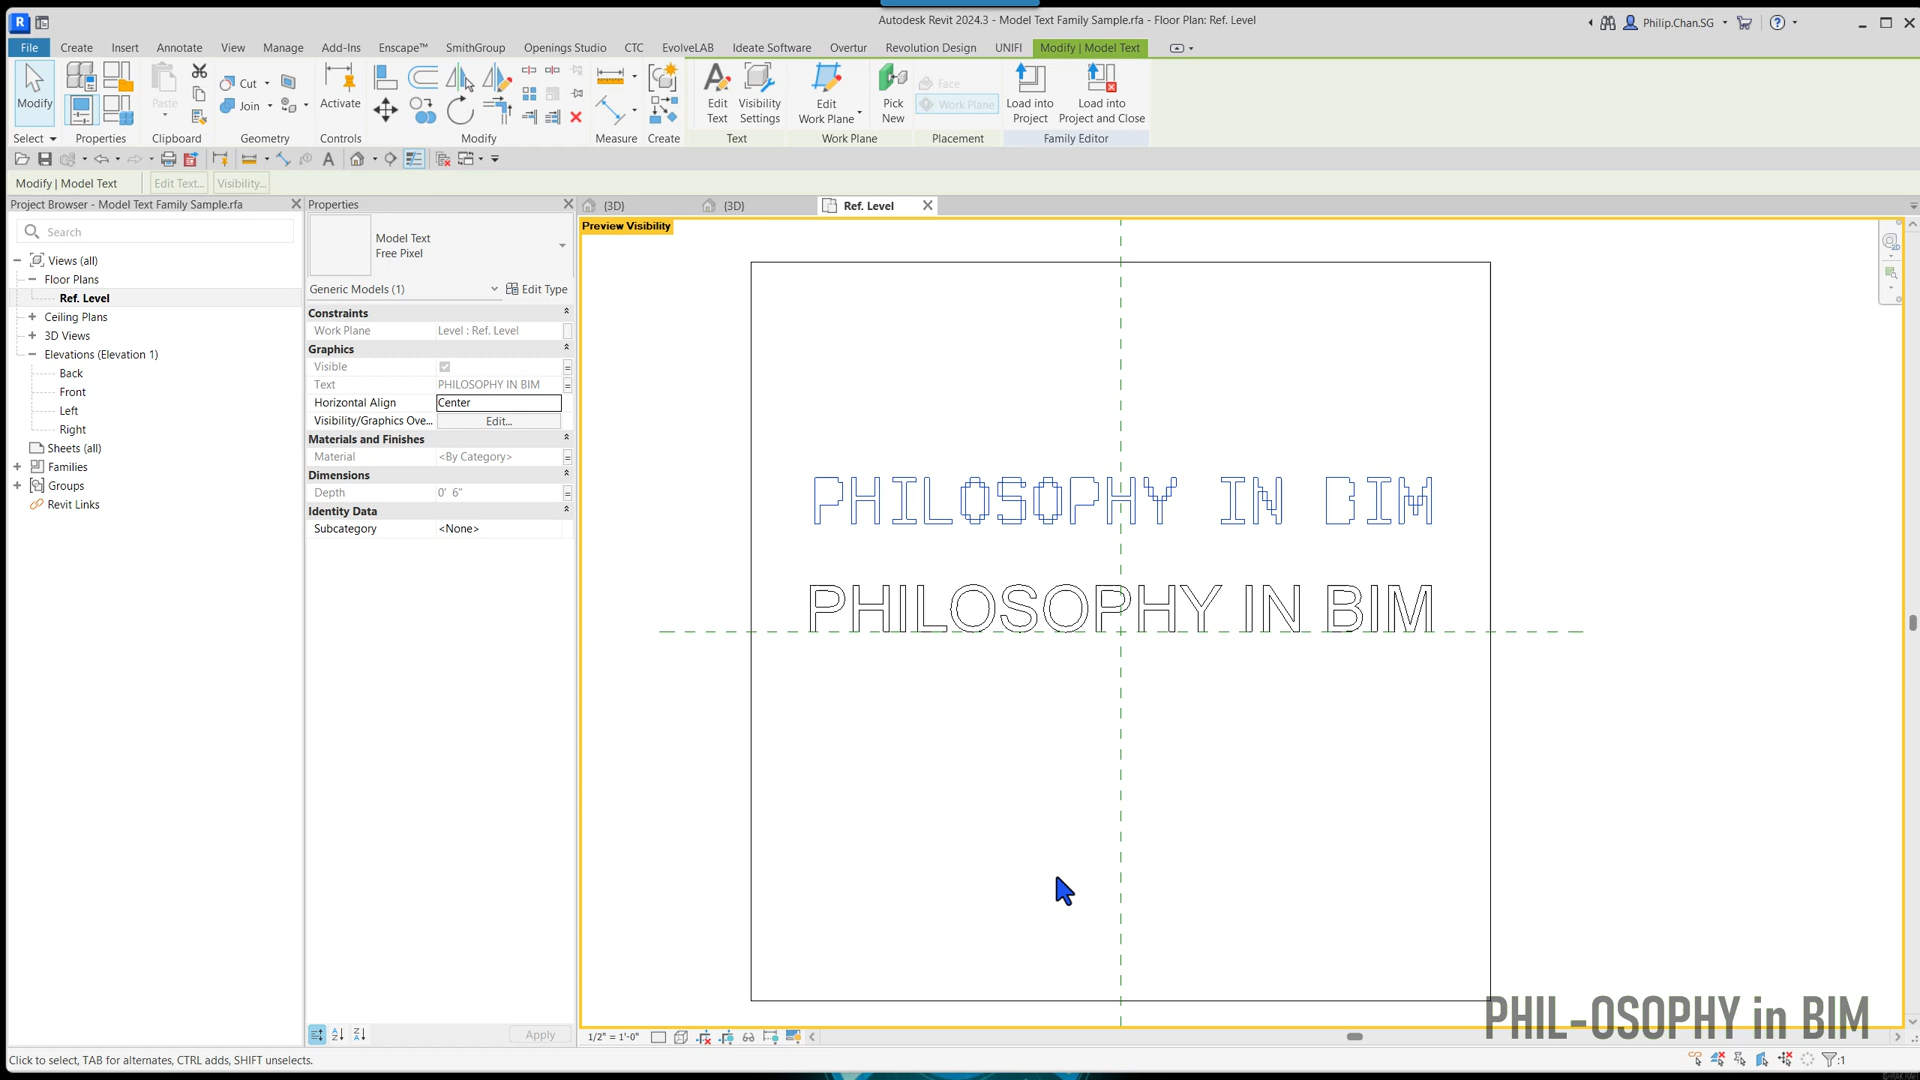 Autodesk Revit 2024.3 - Model Text Family Sample.rfa - Floor Plan: Ref. Level
Philip.Chan.SG
File Create Insert Annotate View Manage Add-Ins Enscape™ SmithGroup Openings Studio CTC EvolveLAB Ideate Software Overtur Revolution Design UNIFI Modify | Model Text
Modify Paste Cut Join Activate Edit Text Visibility Settings Edit Work Plane Pick New Face Work Plane Load into Project Load into Project and Close
Select Properties Clipboard Geometry Controls Modify Measure Create Text Work Plane Placement Family Editor
Modify | Model Text Edit Text... Visibility...
Project Browser - Model Text Family Sample.rfa
Search
Views (all)
Floor Plans
Ref. Level
Ceiling Plans
3D Views
Elevations (Elevation 1)
Back
Front
Left
Right
Sheets (all)
Families
Groups
Revit Links
Properties
Model Text
Free Pixel
Generic Models (1) Edit Type
Constraints
Work Plane Level : Ref. Level
Graphics
Visible
Text PHILOSOPHY IN BIM
Horizontal Align Center
Visibility/Graphics Ove... Edit...
Materials and Finishes
Material <By Category>
Dimensions
Depth 0' 6"
Identity Data
Subcategory <None>
Apply
{3D} {3D} Ref. Level
Preview Visibility
PHILOSOPHY IN BIM
PHILOSOPHY IN BIM
PHIL-OSOPHY in BIM
1/2" = 1'-0"
Click to select, TAB for alternates, CTRL adds, SHIFT unselects.
:1